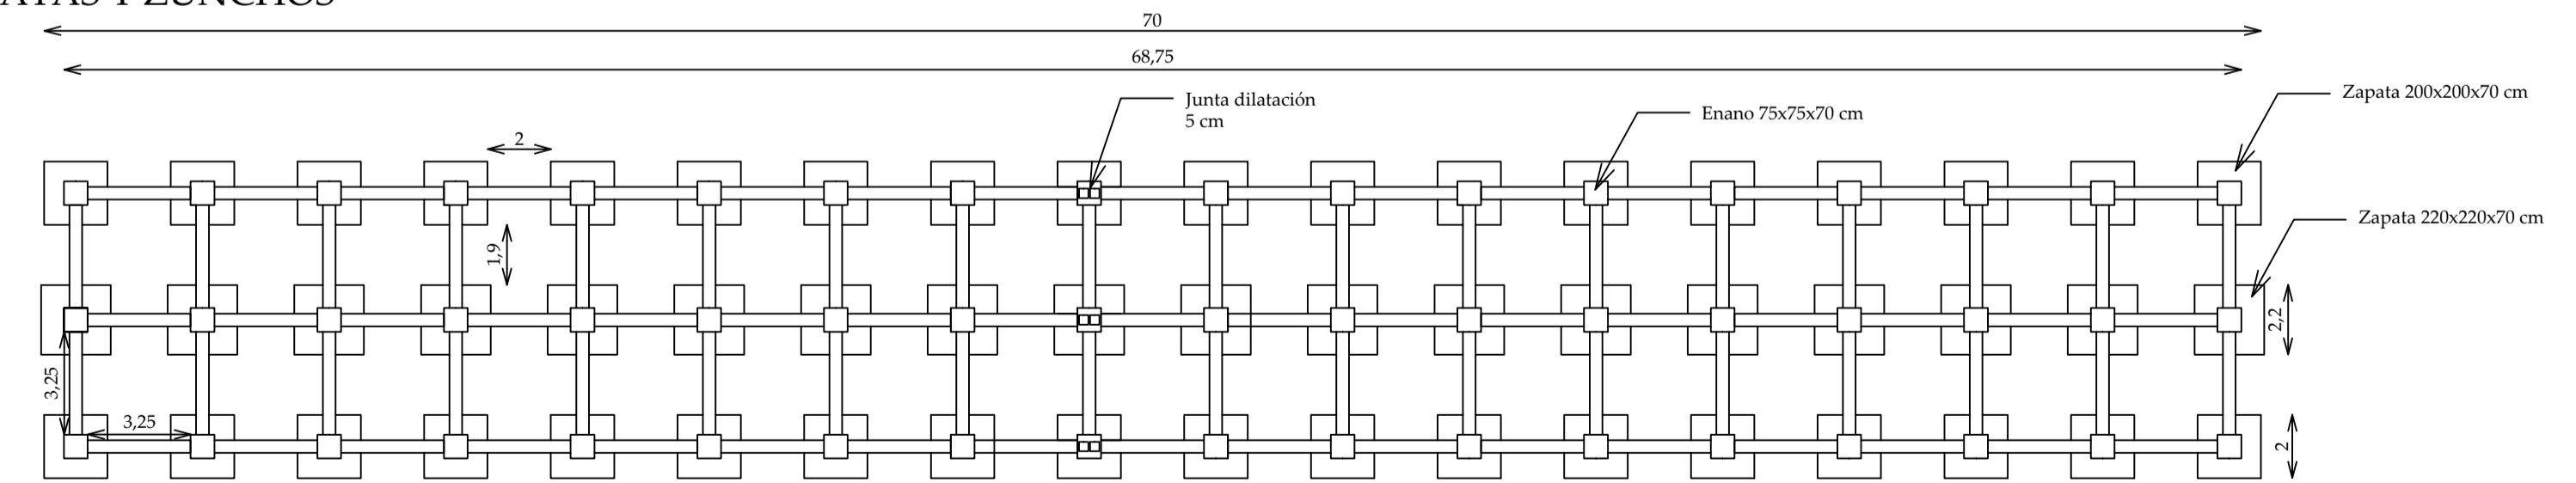 70
68,75
Junta dilatación
5 cm
Enano 75x75x70 cm
Zapata 200x200x70 cm
2
Zapata 220x220x70 cm
1,9
2,2
3,25
3,25
2